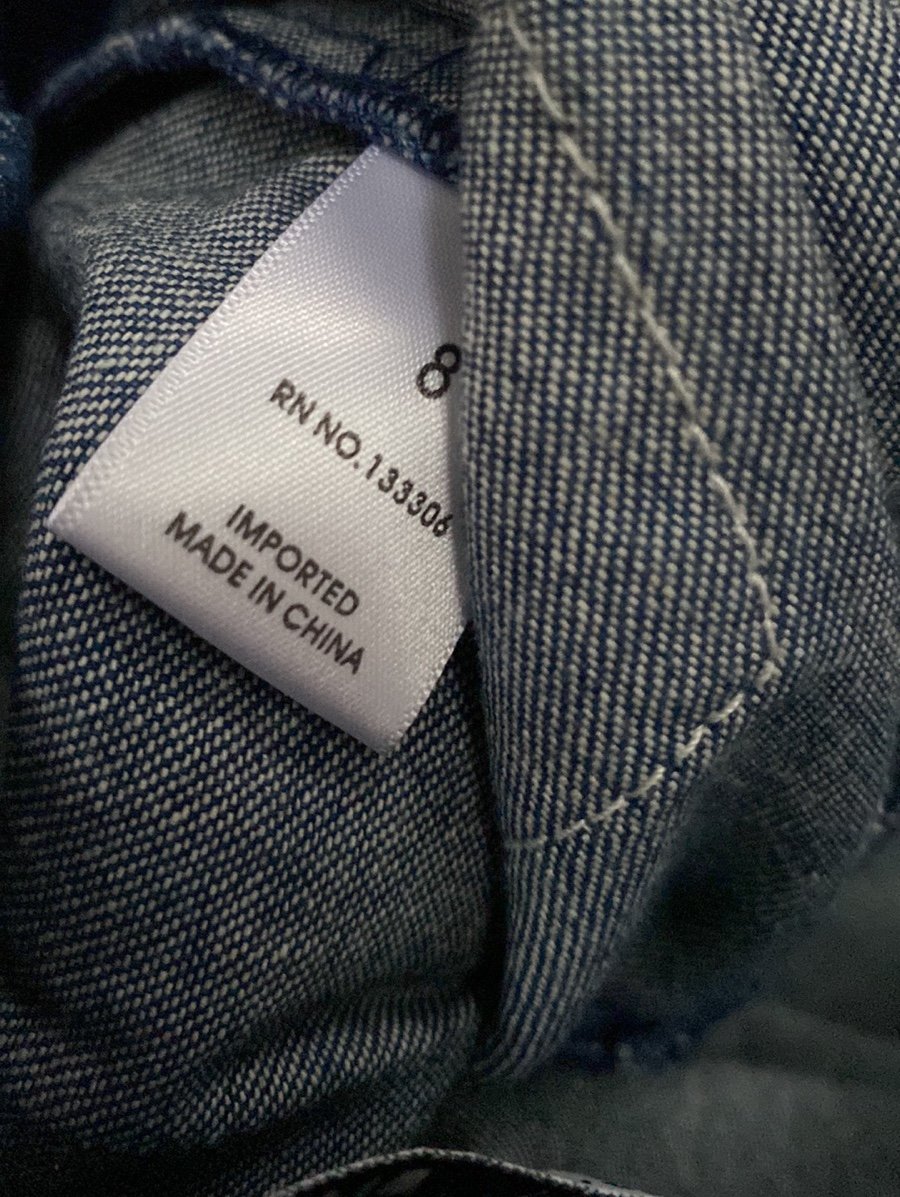 8
RN NO.133306
IMPORTED
MADE IN CHINA